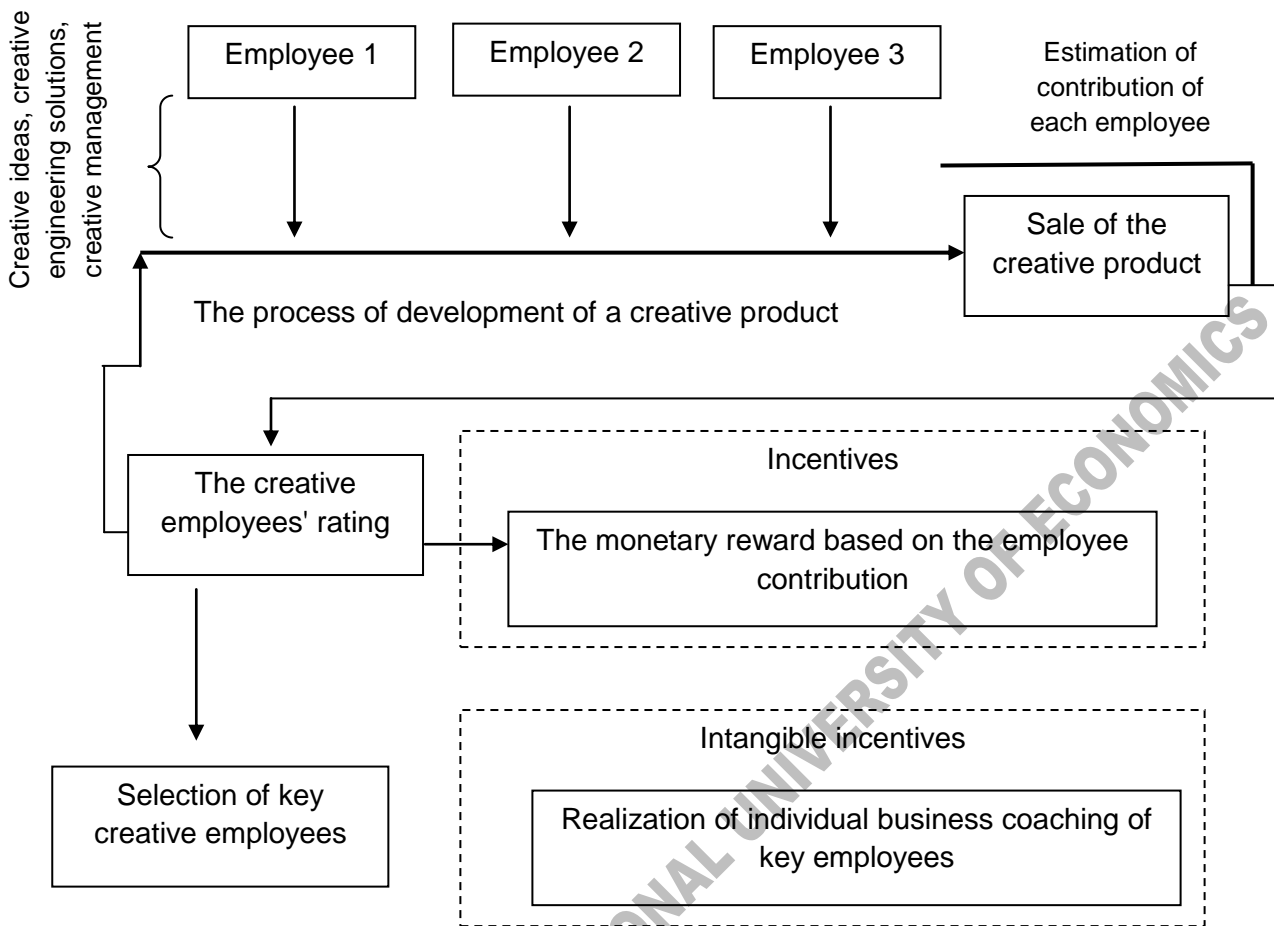 Creative ideas, creative
engineering solutions,
creative management
Employee 1
Employee 2
Employee 3
Estimation of
contribution of
each employee
Sale of the
creative product
The process of development of a creative product
The creative
employees' rating
Incentives
The monetary reward based on the employee
contribution
Selection of key
creative employees
Intangible incentives
Realization of individual business coaching of
key employees
UNIVERSITY OF ECONOMICS